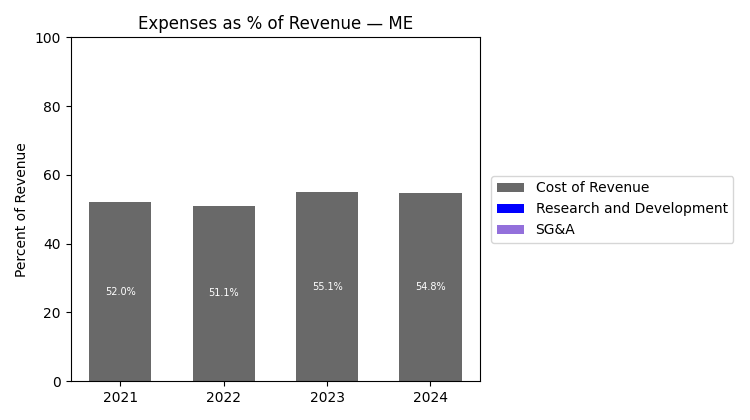 Expenses as % of Revenue — ME
Percent of Revenue
100
80
60
40
20
0
52.0%
51.1%
55.1%
54.8%
2021
2022
2023
2024
Cost of Revenue
Research and Development
SG&A